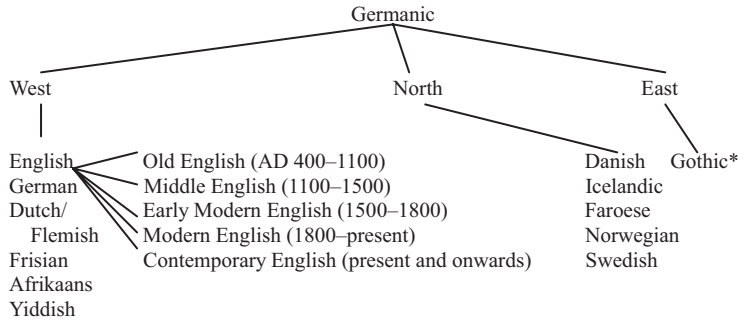 Germanic
West North East
English Old English (AD 400–1100) Danish Gothic*
German Middle English (1100–1500) Icelandic
Dutch/ Early Modern English (1500–1800) Faroese
Flemish Modern English (1800–present) Norwegian
Frisian Contemporary English (present and onwards) Swedish
Afrikaans
Yiddish